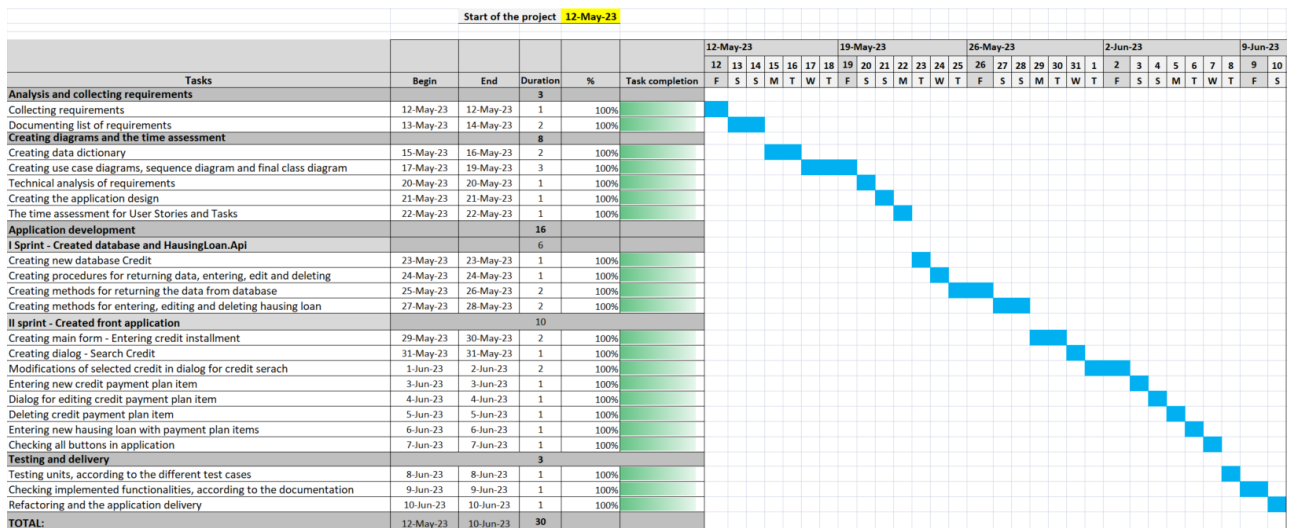 Start of the project 12-May-23
12-May-23 19-May-23 26-May-23 2-Jun-23 9-Jun-23
12 13 14 15 16 17 18 19 20 21 22 23 24 25 26 27 28 29 30 31 1 2 3 4 5 6 7 8 9 10
Tasks Begin End Duration % Task completion F S S M T W T F S S M T W T F S S M T W T F S S M T W T F S
Analysis and collecting requirements 3
Collecting requirements 12-May-23 12-May-23 1 100%
Documenting list of requirements 13-May-23 14-May-23 2 100%
Creating diagrams and the time assessment 8
Creating data dictionary 15-May-23 16-May-23 2 100%
Creating use case diagrams, sequence diagram and final class diagram 17-May-23 19-May-23 3 100%
Technical analysis of requirements 20-May-23 20-May-23 1 100%
Creating the application design 21-May-23 21-May-23 1 100%
The time assessment for User Stories and Tasks 22-May-23 22-May-23 1 100%
Application development 16
I Sprint - Created database and HausingLoan.Api 6
Creating new database Credit 23-May-23 23-May-23 1 100%
Creating procedures for returning data, entering, edit and deleting 24-May-23 24-May-23 1 100%
Creating methods for returning the data from database 25-May-23 26-May-23 2 100%
Creating methods for entering, editing and deleting hausing loan 27-May-23 28-May-23 2 100%
II sprint - Created front application 10
Creating main form - Entering credit installment 29-May-23 30-May-23 2 100%
Creating dialog - Search Credit 31-May-23 31-May-23 1 100%
Modifications of selected credit in dialog for credit serach 1-Jun-23 2-Jun-23 2 100%
Entering new credit payment plan item 3-Jun-23 3-Jun-23 1 100%
Dialog for editing credit payment plan item 4-Jun-23 4-Jun-23 1 100%
Deleting credit payment plan item 5-Jun-23 5-Jun-23 1 100%
Entering new hausing loan with payment plan items 6-Jun-23 6-Jun-23 1 100%
Checking all buttons in application 7-Jun-23 7-Jun-23 1 100%
Testing and delivery 3
Testing units, according to the different test cases 8-Jun-23 8-Jun-23 1 100%
Checking implemented functionalities, according to the documentation 9-Jun-23 9-Jun-23 1 100%
Refactoring and the application delivery 10-Jun-23 10-Jun-23 1 100%
TOTAL: 12-May-23 10-Jun-23 30